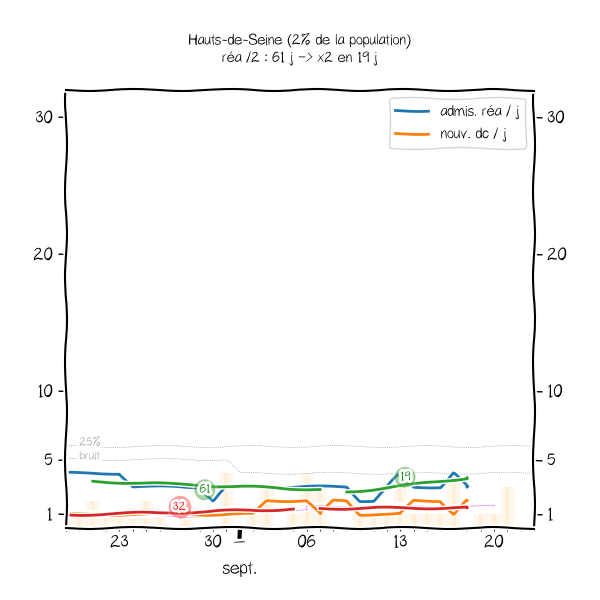 Hauts-de-Seine (2% de la population)
réa /2 : 61 j -> x2 en 19 j
admis. réa / j
nouv. dc / j
30 30
20 20
10 10
25%
5 5
bruit
61 19
32
1 1
23 30 06 13 20
sept.